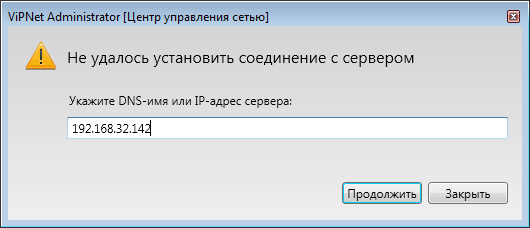 ViPNet Administrator [Центр управления сетью]
Не удалось установить соединение с сервером
Укажите DNS-имя или IP-адрес сервера:
192.168.32.142
Продолжить Закрыть